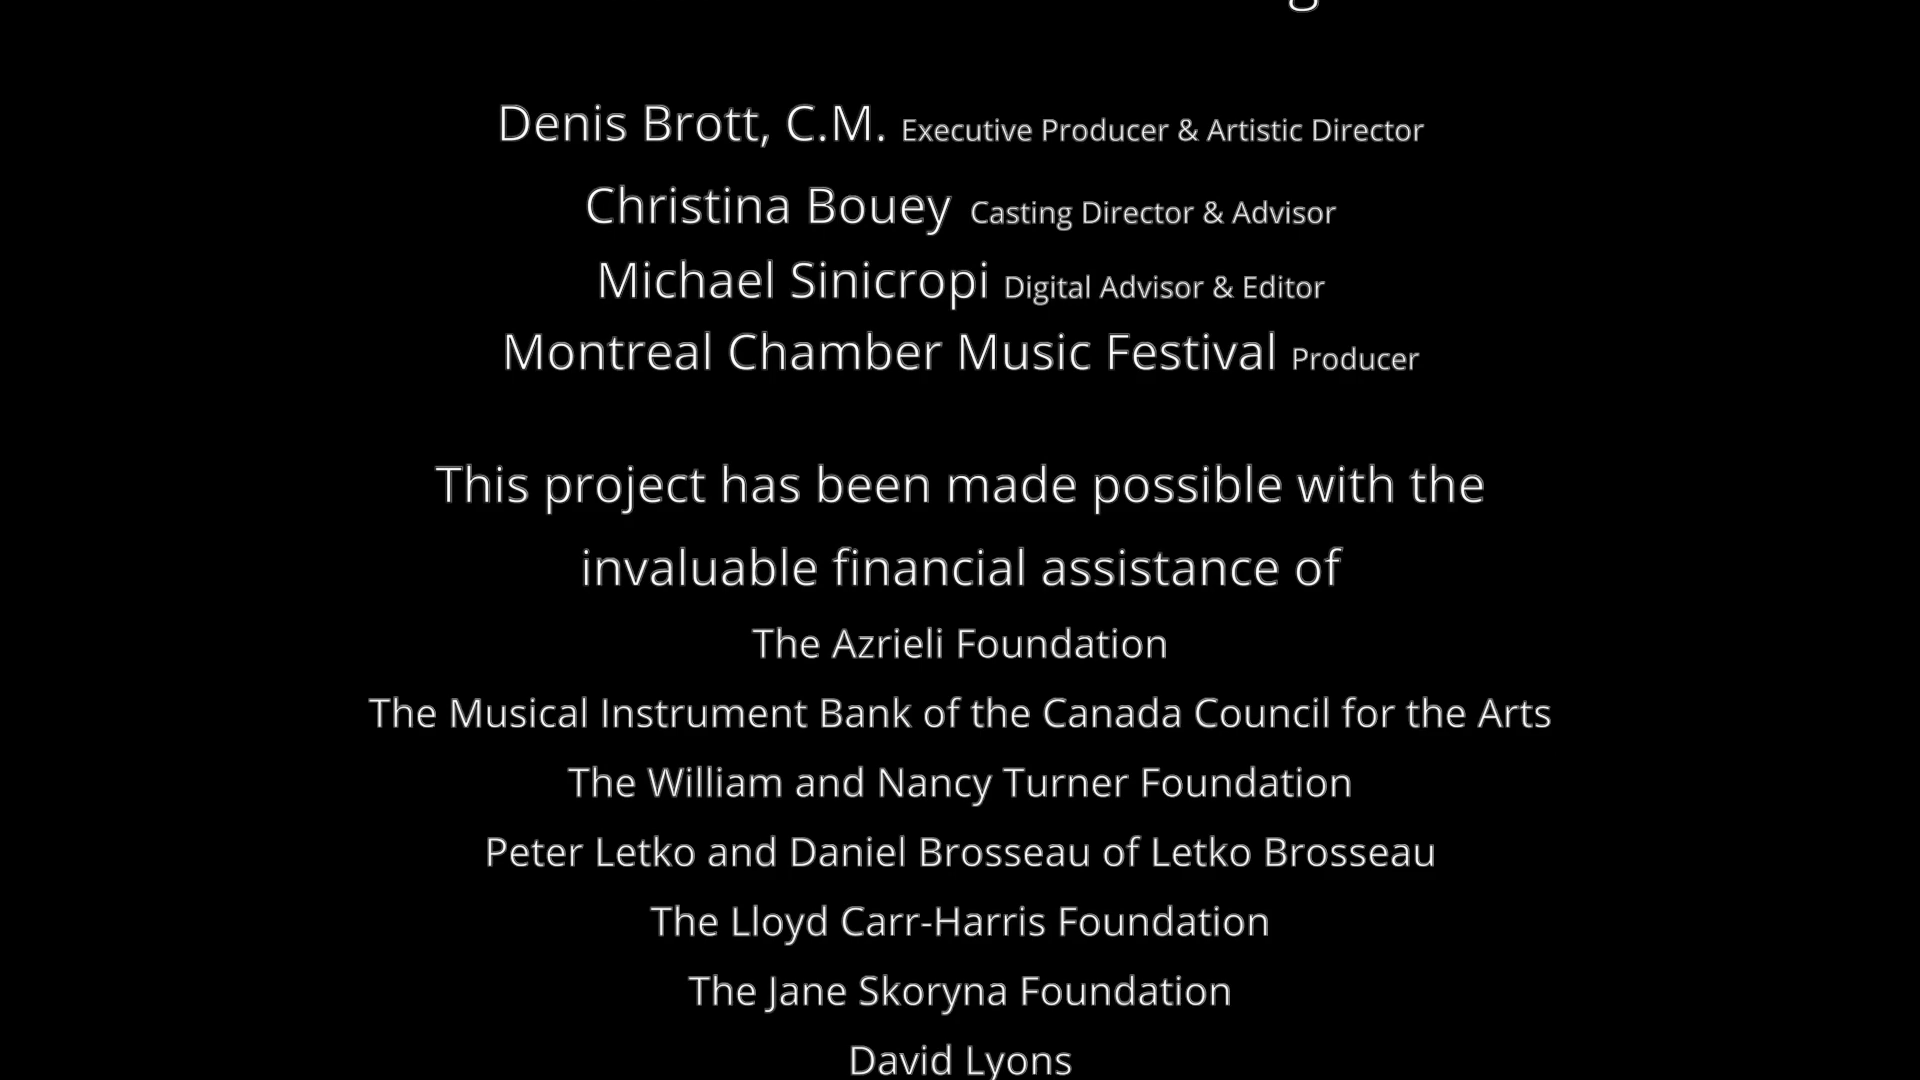 Denis Brott, C.M. Executive Producer & Artistic Director
Christina Bouey Casting Director & Advisor
Michael Sinicropi Digital Advisor & Editor
Montreal Chamber Music Festival Producer
This project has been made possible with the
invaluable financial assistance of
The Azrieli Foundation
The Musical Instrument Bank of the Canada Council for the Arts
The William and Nancy Turner Foundation
Peter Letko and Daniel Brosseau of Letko Brosseau
The Lloyd Carr-Harris Foundation
The Jane Skoryna Foundation
David Lyons